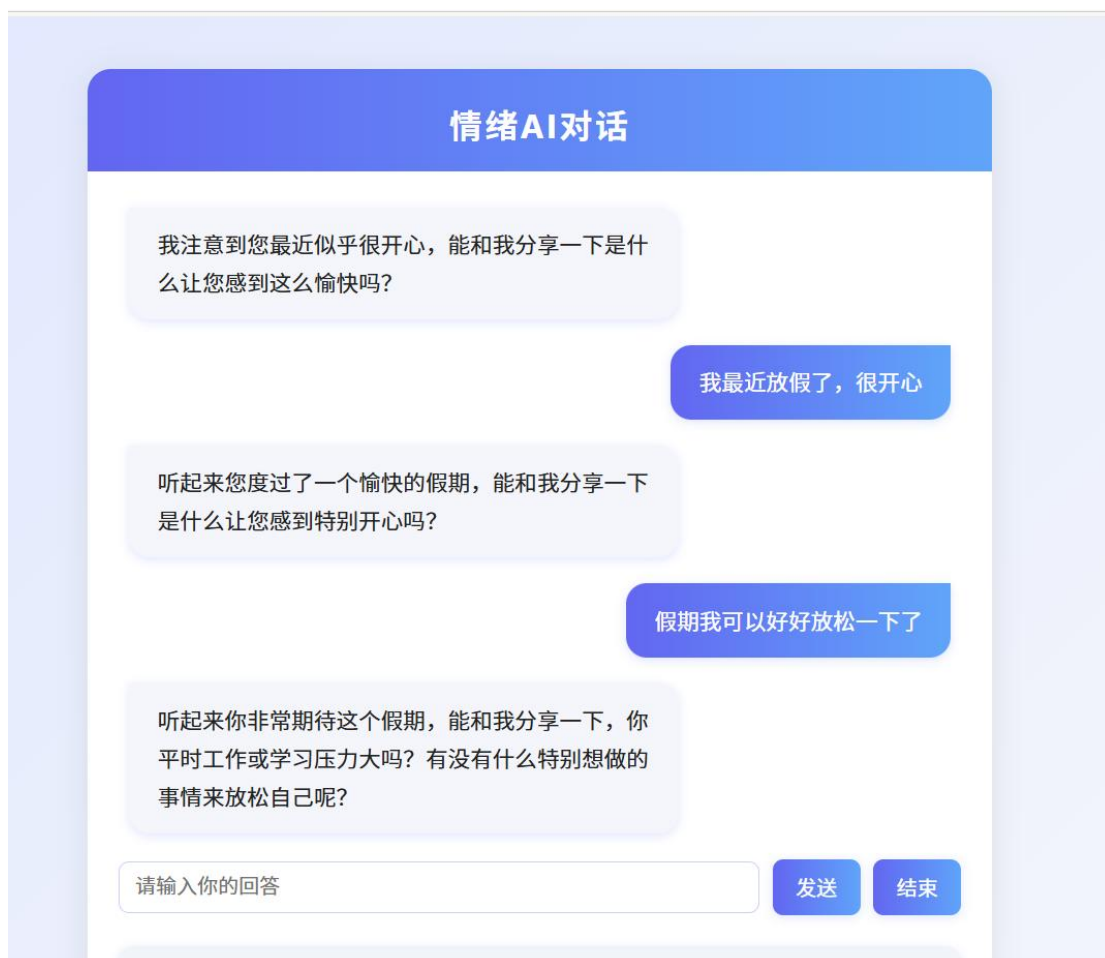 情绪AI对话
我注意到您最近似乎很开心，能和我分享一下是什
么让您感到这么愉快吗？
我最近放假了，很开心
听起来您度过了一个愉快的假期，能和我分享一下
是什么让您感到特别开心吗？
假期我可以好好放松一下了
听起来你非常期待这个假期，能和我分享一下，你
平时工作或学习压力大吗？有没有什么特别想做的
事情来放松自己呢？
请输入你的回答
发送
结束